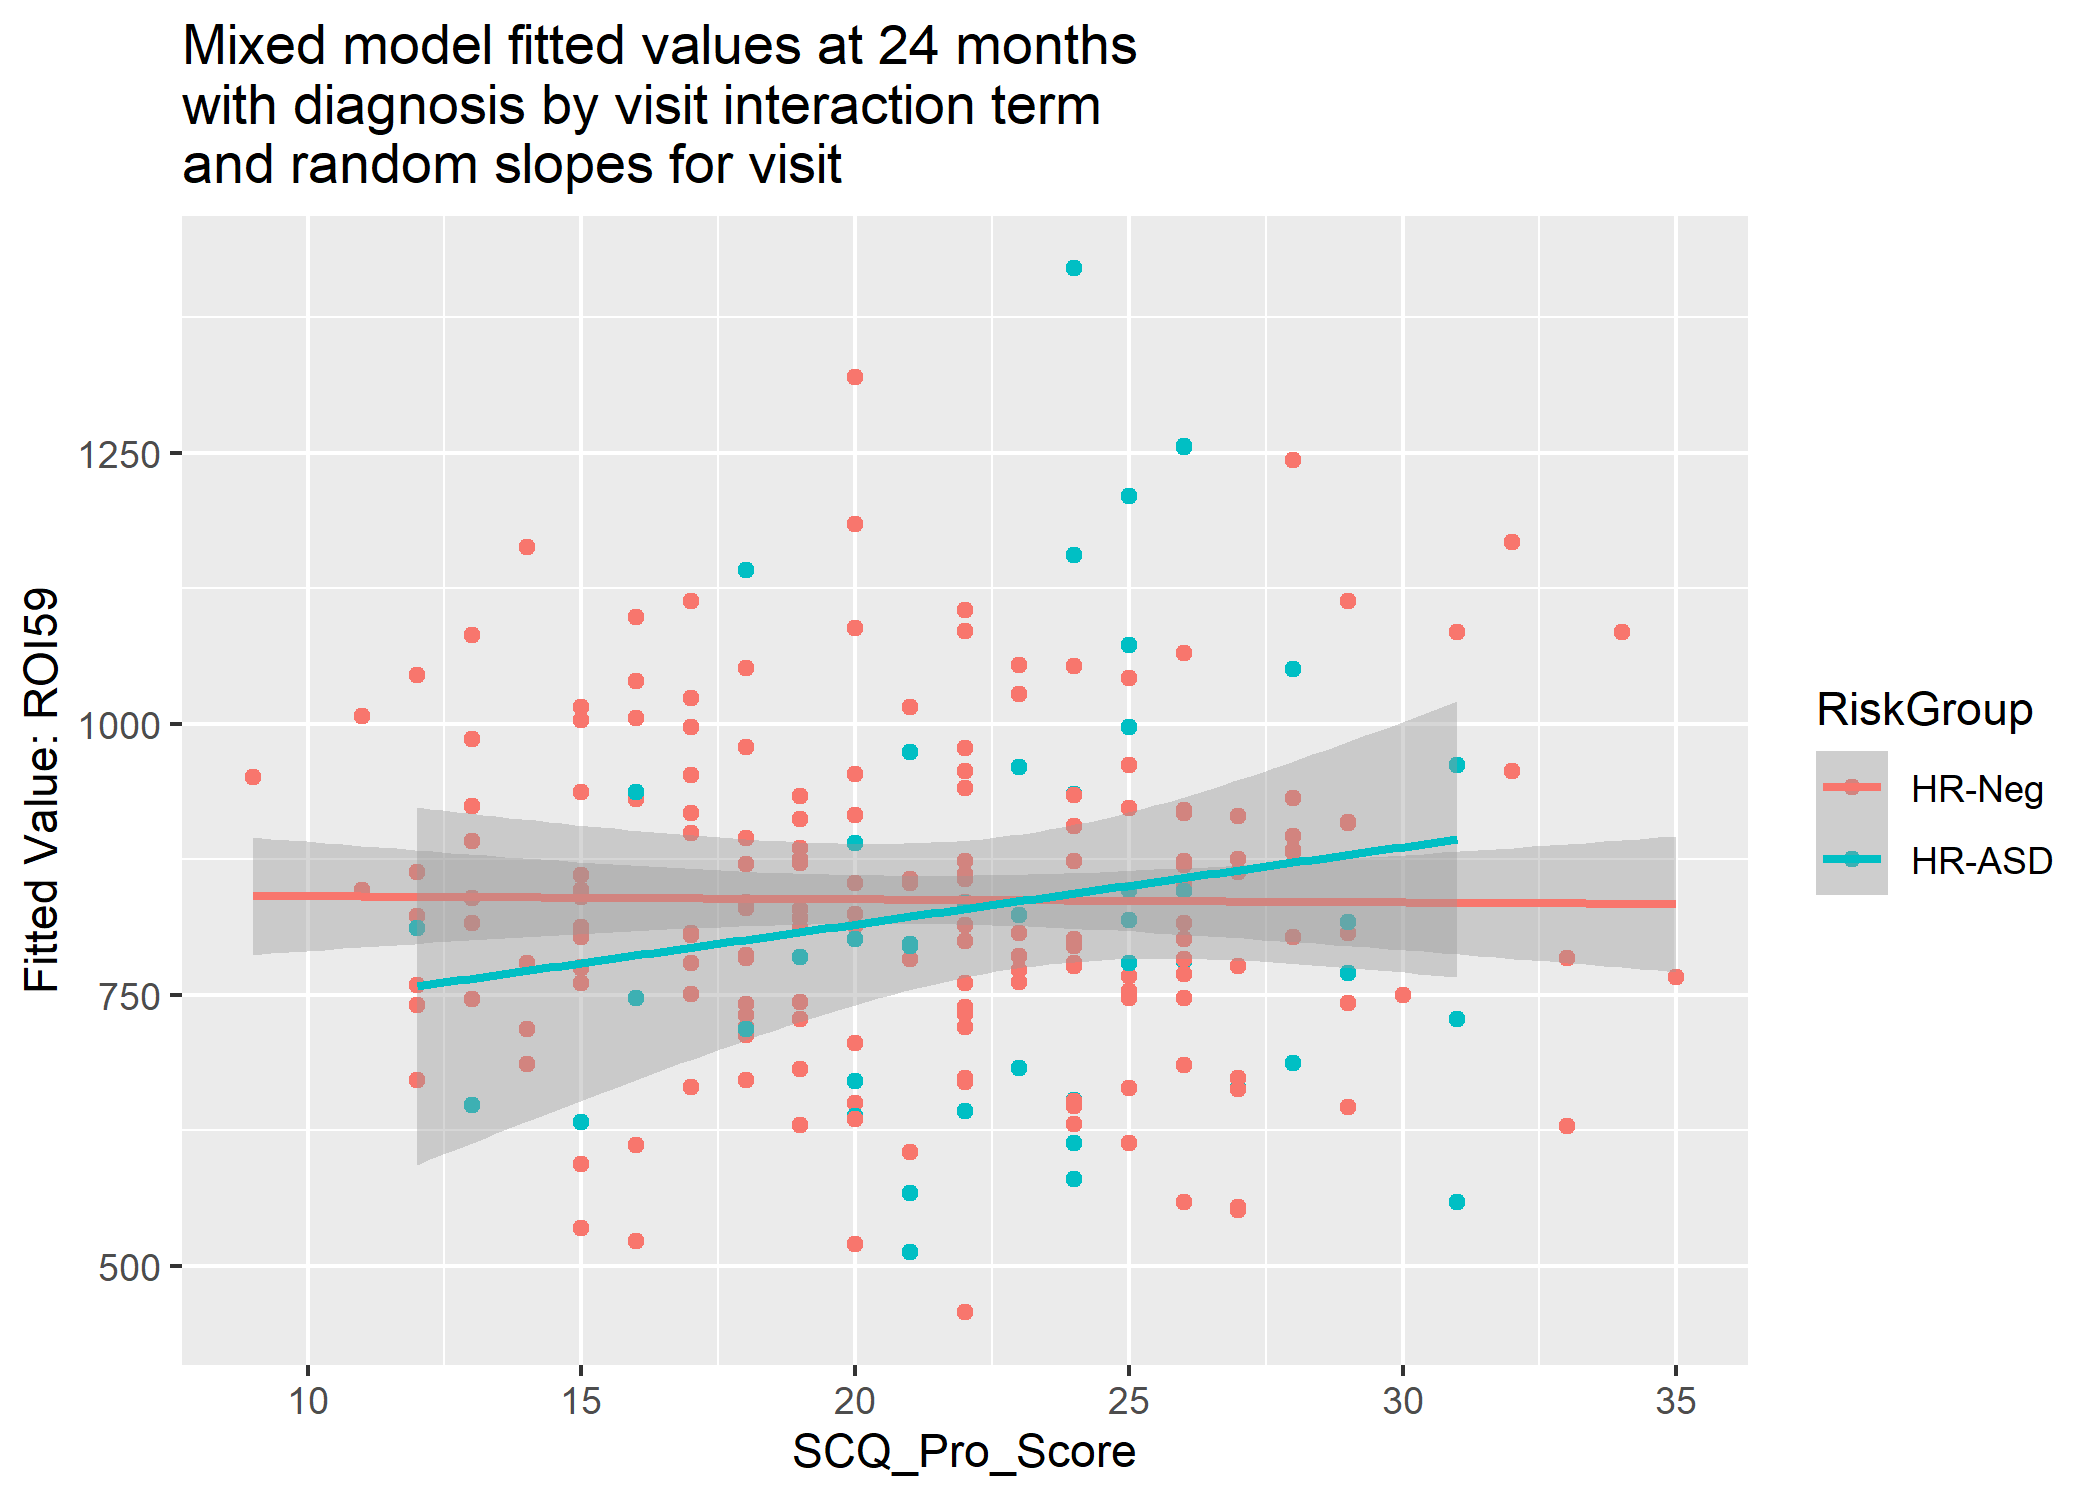 Mixed model fitted values at 24 months
with diagnosis by visit interaction term
and random slopes for visit
Fitted Value: ROI59
1250
1000
750
500
10 15 20 25 30 35
SCQ_Pro_Score
RiskGroup
HR-Neg
HR-ASD